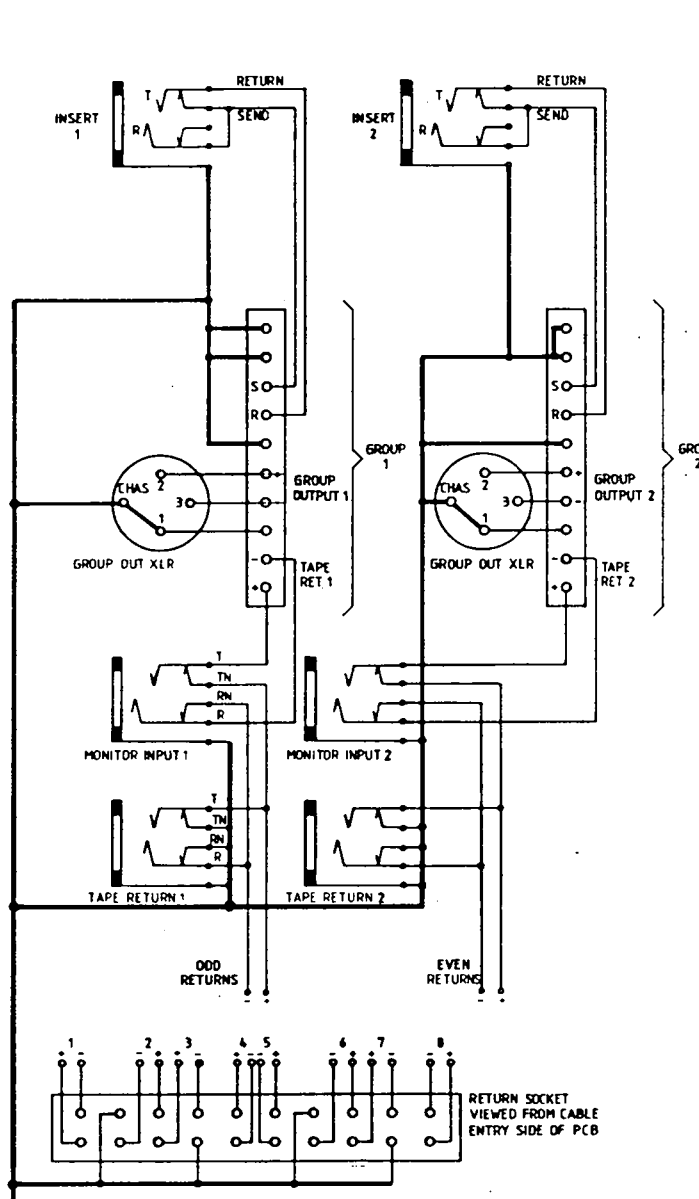 RETURN
SEND
INSERT
1
T
R
RETURN
SEND
INSERT
2
T
R
S
R
GROUP
1
S
R
CHAS
2
3
1
+
-
GROUP
OUTPUT 1
CHAS
2
3
1
+
-
GROUP
OUTPUT 2
GROUP OUT XLR
-
+
TAPE
RET 1
GROUP OUT XLR
-
+
TAPE
RET 2
T
TN
RN
R
MONITOR INPUT 1
MONITOR INPUT 2
T
TN
RN
R
TAPE RETURN 1
TAPE RETURN 2
ODD
RETURNS
- +
EVEN
RETURNS
- +
1 2 3 4 5 6 7 8
+ - - + + - + - - + - + + - - +
RETURN SOCKET
VIEWED FROM CABLE
ENTRY SIDE OF PCB